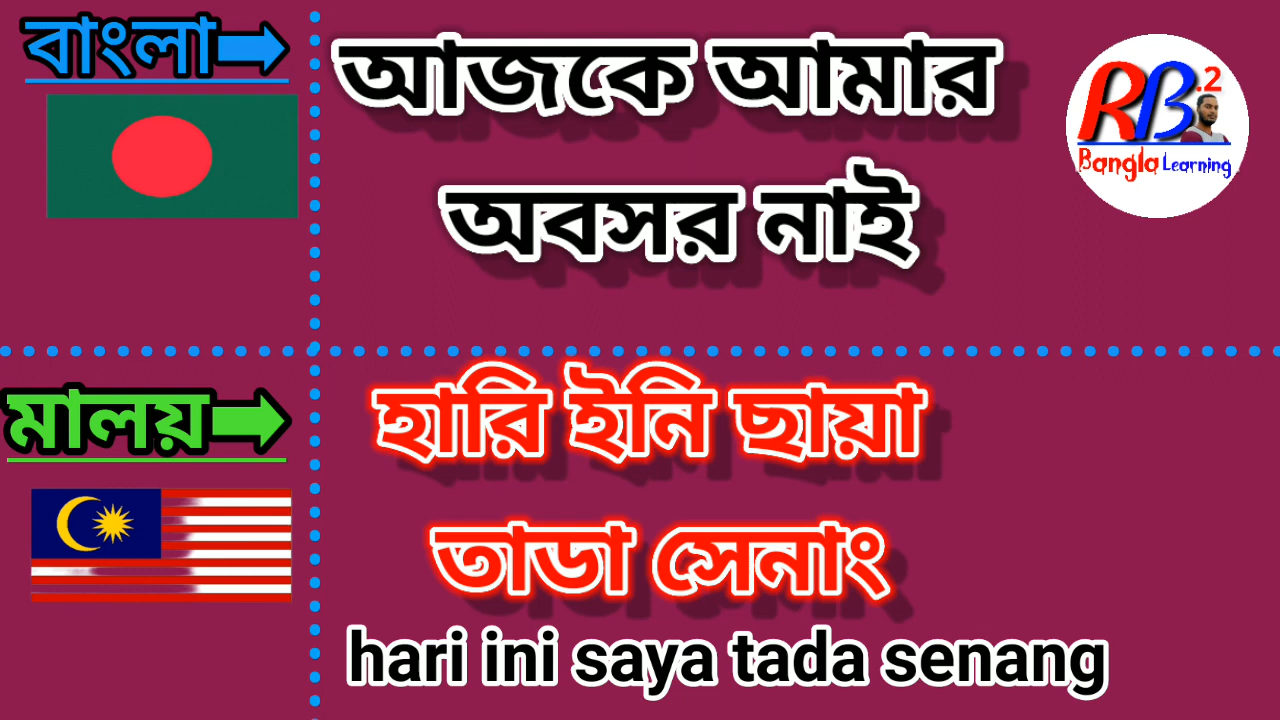 বাংলা
আজকে আমার
অবসর নাই
RB.2
Bangla Learning
মালয়
হারি ইনি ছায়া
তাডা সেনাং
hari ini saya tada senang